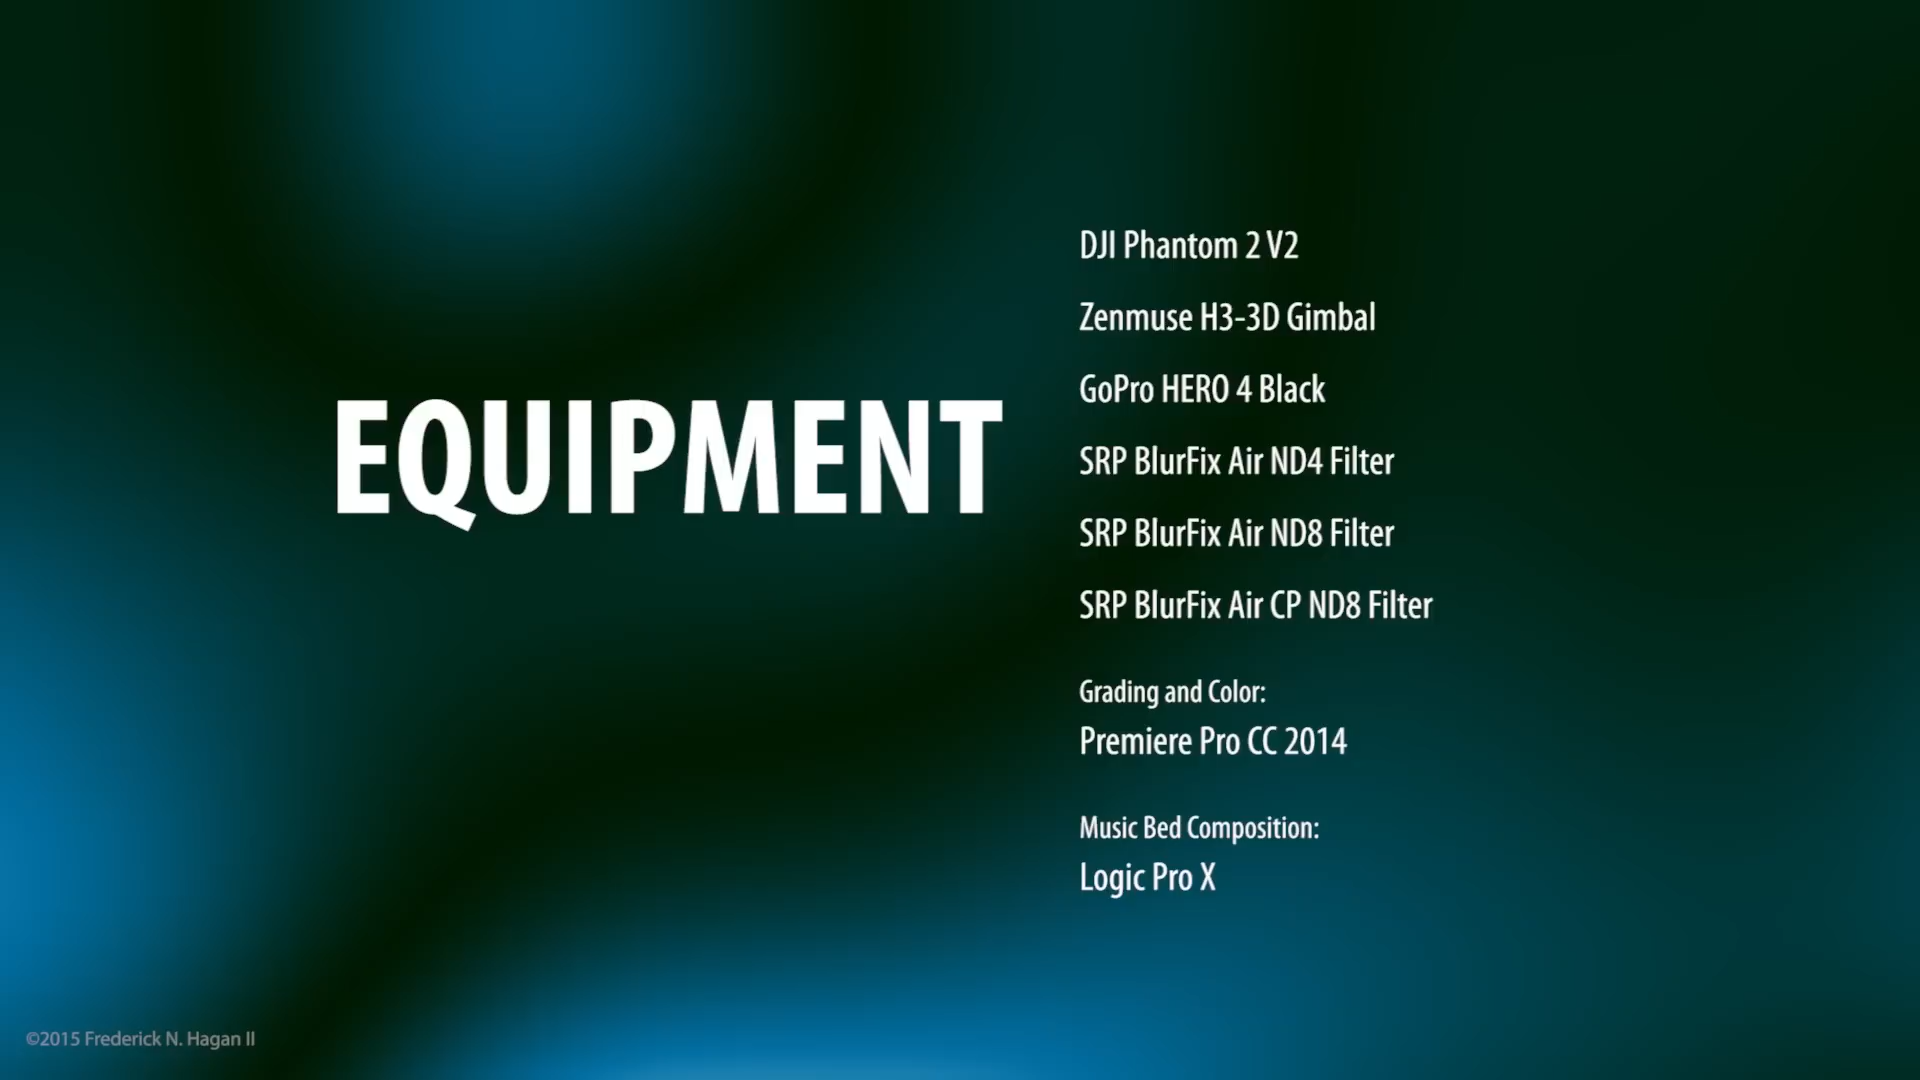 EQUIPMENT
DJI Phantom 2 V2
Zenmuse H3-3D Gimbal
GoPro HERO 4 Black
SRP BlurFix Air ND4 Filter
SRP BlurFix Air ND8 Filter
SRP BlurFix Air CP ND8 Filter
Grading and Color:
Premiere Pro CC 2014
Music Bed Composition:
Logic Pro X
©2015 Frederick N. Hagan II